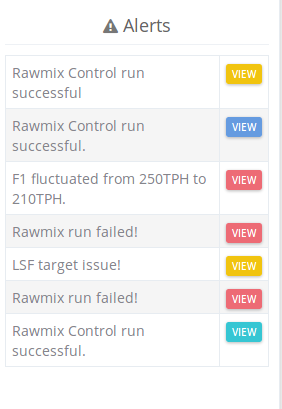 Alerts
Rawmix Control run
successful
VIEW
Rawmix Control run
successful.
VIEW
F1 fluctuated from 250TPH to
210TPH.
VIEW
Rawmix run failed!
VIEW
LSF target issue!
VIEW
Rawmix run failed!
VIEW
Rawmix Control run
successful.
VIEW